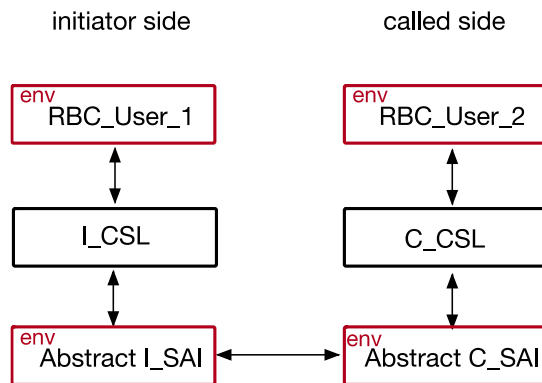 initiator side
called side
env
RBC_User_1
env
RBC_User_2
I_CSL
C_CSL
env
Abstract I_SAI
env
Abstract C_SAI